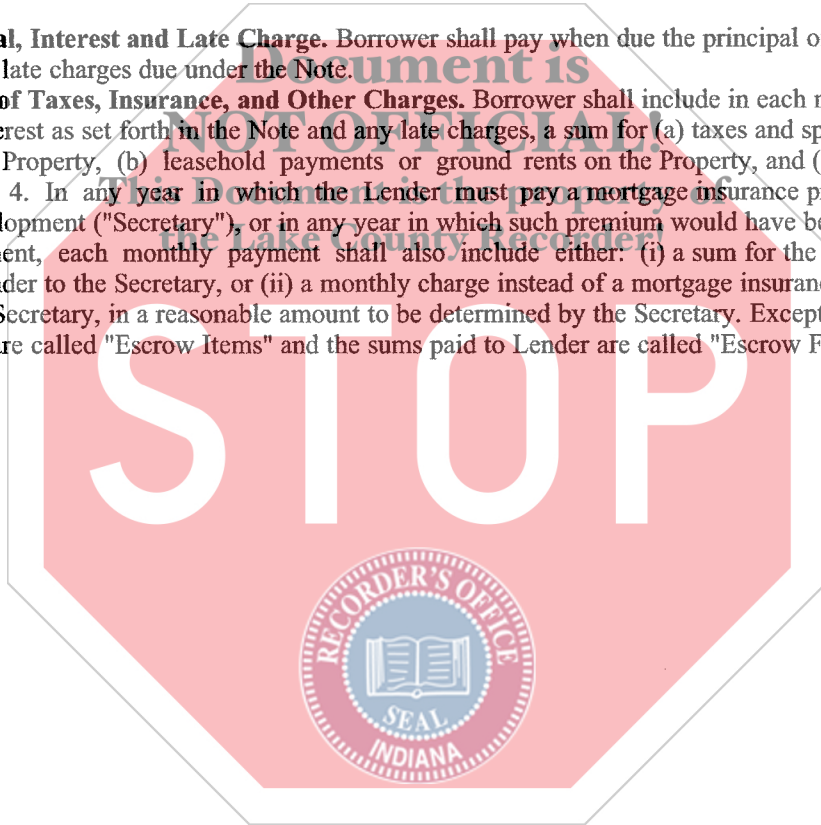 al, Interest and Late Charge. Borrower shall pay when due the principal o
late charges due under the Note.
of Taxes, Insurance, and Other Charges. Borrower shall include in each
erest as set forth in the Note and any late charges, a sum for (a) taxes and sp
Property, (b) leasehold payments or ground rents on the Property, and (
4. In any year in which the Lender must pay a mortgage insurance p
lopment ("Secretary"), or in any year in which such premium would have be
ent, each monthly payment shall also include either: (i) a sum for the
der to the Secretary, or (ii) a monthly charge instead of a mortgage insuran
Secretary, in a reasonable amount to be determined by the Secretary. Except
re called "Escrow Items" and the sums paid to Lender are called "Escrow F
Document is
NOT OFFICIAL!
This Document is the property of
the Lake County Recorder!
STOP
RECORDER'S OFFICE
SEAL
INDIANA